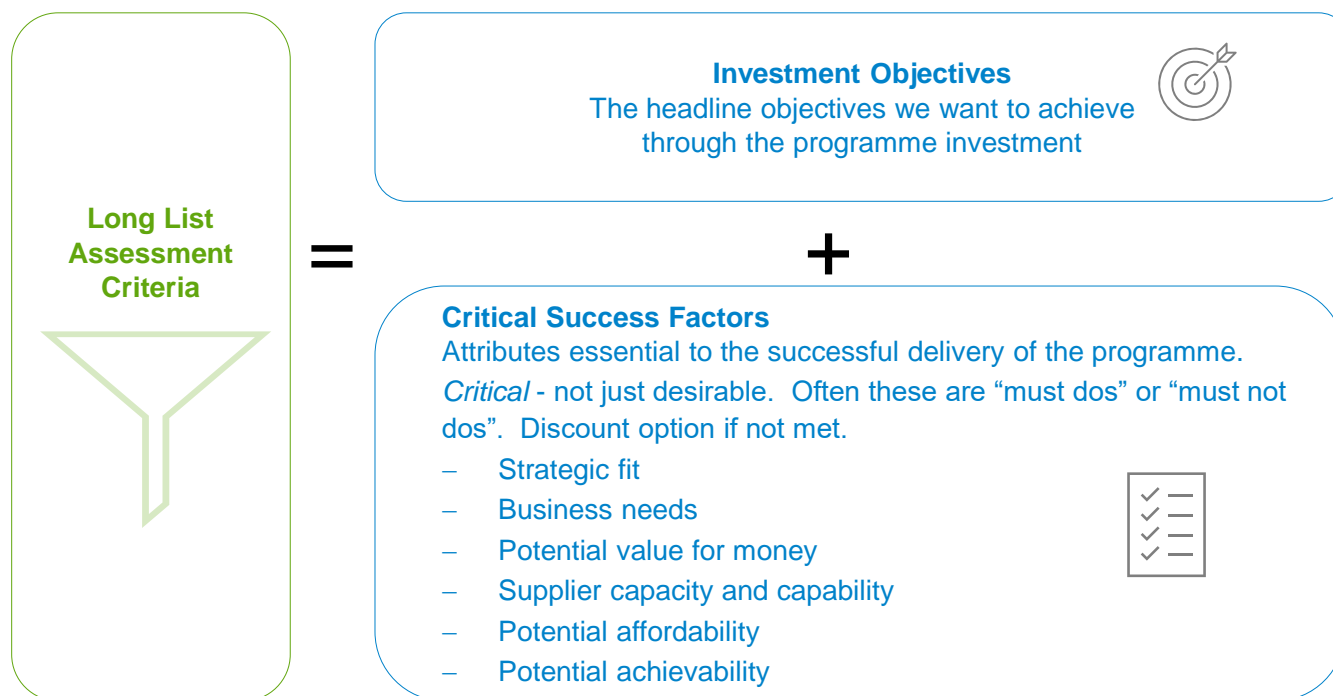 Long List
Assessment
Criteria
=
Investment Objectives
The headline objectives we want to achieve
through the programme investment
+
Critical Success Factors
Attributes essential to the successful delivery of the programme.
Critical - not just desirable.  Often these are “must dos” or “must not
dos”.  Discount option if not met.
–  Strategic fit
–  Business needs
–  Potential value for money
–  Supplier capacity and capability
–  Potential affordability
–  Potential achievability